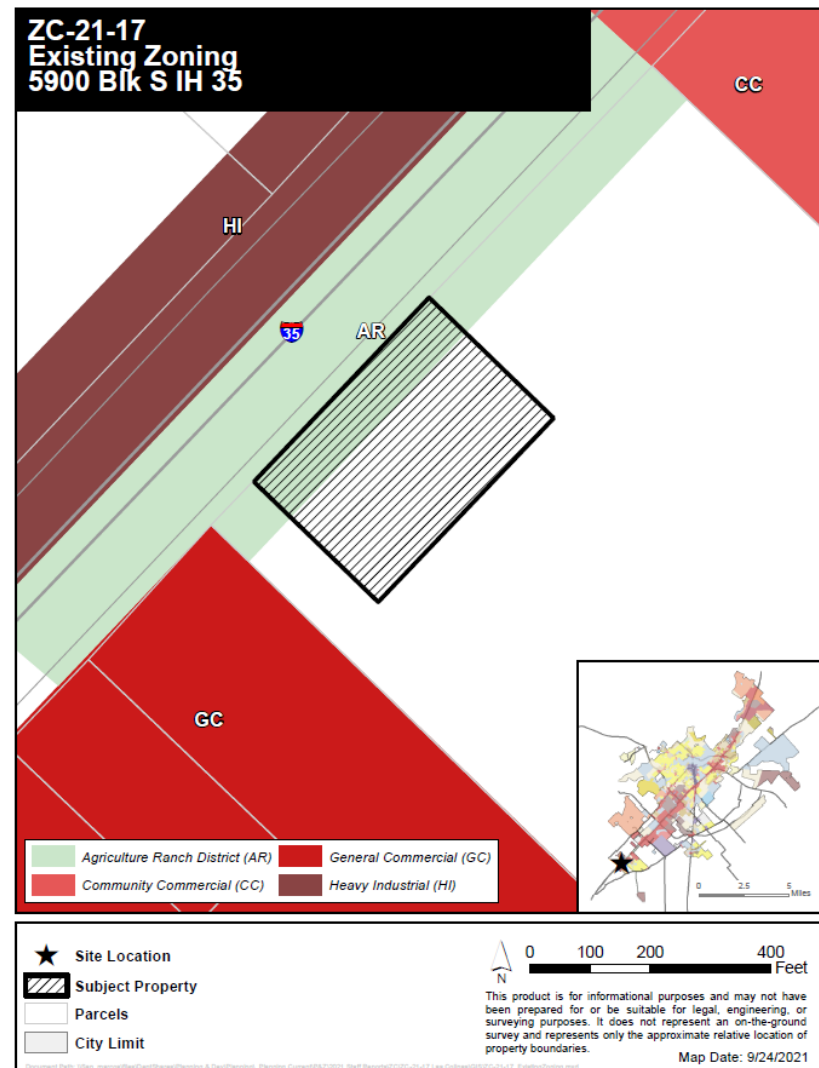 ZC-21-17
Existing Zoning
5900 Blk S IH 35
CC
HI
35
AR
GC
Agriculture Ranch District (AR)
General Commercial (GC)
Community Commercial (CC)
Heavy Industrial (HI)
0 2.5 5
Miles
Site Location
Subject Property
Parcels
City Limit
N
0 100 200 400
Feet
This product is for informational purposes and may not have
been prepared for or be suitable for legal, engineering, or
surveying purposes. It does not represent an on-the-ground
survey and represents only the approximate relative location of
property boundaries.
Map Date: 9/24/2021